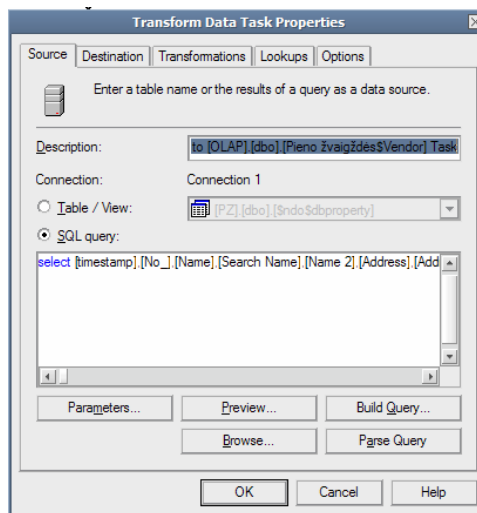 Transform Data Task Properties
Source Destination Transformations Lookups Options
Enter a table name or the results of a query as a data source.
Description: to [OLAP].[dbo].[Pieno žvaigždės$Vendor] Task
Connection: Connection 1
Table / View: [PZ].[dbo].[$ndo$dbproperty]
SQL query:
select [timestamp],[No_],[Name],[Search Name],[Name 2],[Address],[Add
Parameters... Preview... Build Query...
Browse... Parse Query
OK Cancel Help